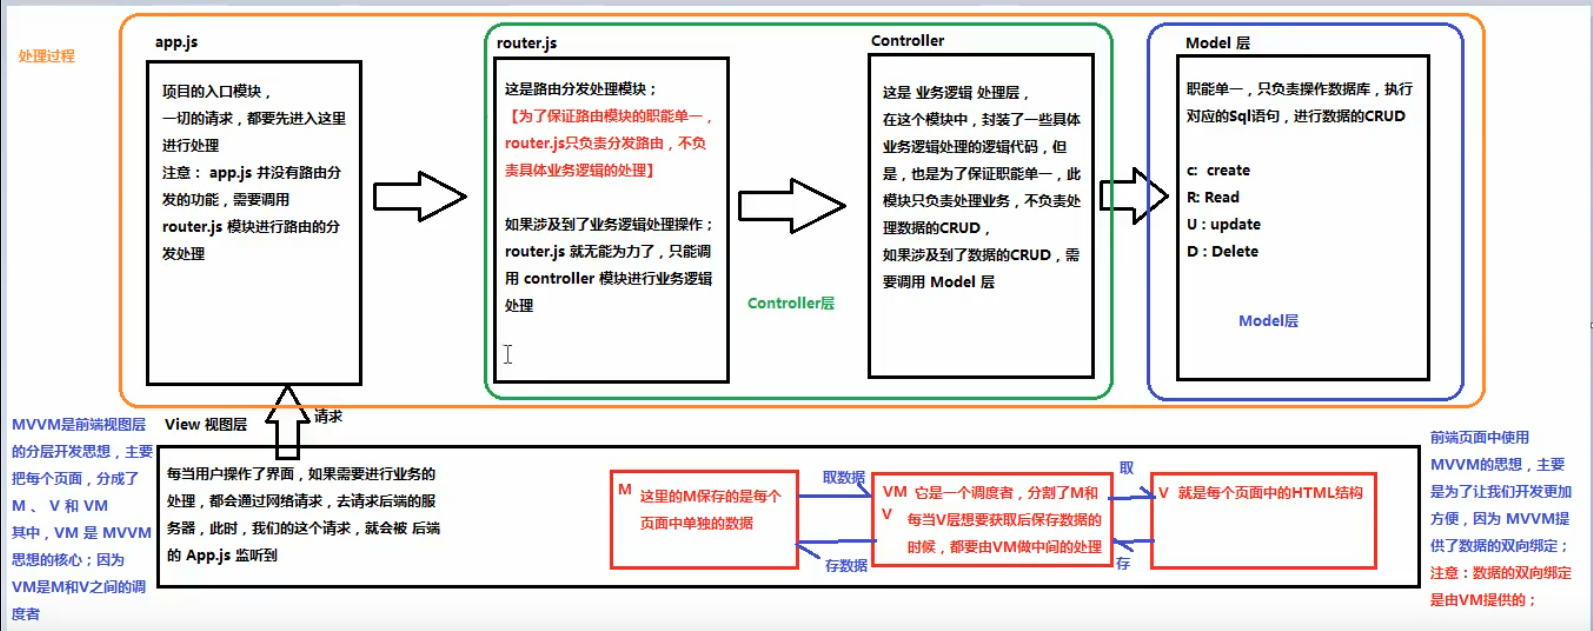 处理过程
app.js
项目的入口模块，
一切的请求，都要先进入这里
进行处理
注意： app.js 并没有路由分
发的功能，需要调用
router.js 模块进行路由的分
发处理
router.js
这是路由分发处理模块；
【为了保证路由模块的职能单一，
router.js只负责分发路由，不负
责具体业务逻辑的处理】
如果涉及到了业务逻辑处理操作；
router.js 就无能为力了，只能调
用 controller 模块进行业务逻辑
处理
Controller层
Controller
这是 业务逻辑 处理层，
在这个模块中，封装了一些具体
业务逻辑处理的逻辑代码，但
是，也是为了保证职能单一，此
模块只负责处理业务，不负责处
理数据的CRUD，
如果涉及到了数据的CRUD，需
要调用 Model 层
Model 层
职能单一，只负责操作数据库，执行
对应的Sql语句，进行数据的CRUD
c: create
R: Read
U : update
D : Delete
Model层
请求
MVVM是前端视图层
的分层开发思想，主要
把每个页面，分成了
M 、 V 和 VM
其中，VM 是 MVVM
思想的核心；因为
VM是M和V之间的调
度者
View 视图层
每当用户操作了界面，如果需要进行业务的
处理，都会通过网络请求，去请求后端的服
务器，此时，我们的这个请求，就会被 后端
的 App.js 监听到
M 这里的M保存的是每个
页面中单独的数据
取数据
存数据
VM 它是一个调度者，分割了M和
V 每当V层想要获取后保存数据的
时候，都要由VM做中间的处理
取
存
V 就是每个页面中的HTML结构
前端页面中使用
MVVM的思想，主要
是为了让我们开发更加
方便，因为 MVVM提
供了数据的双向绑定；
注意：数据的双向绑定
是由VM提供的；